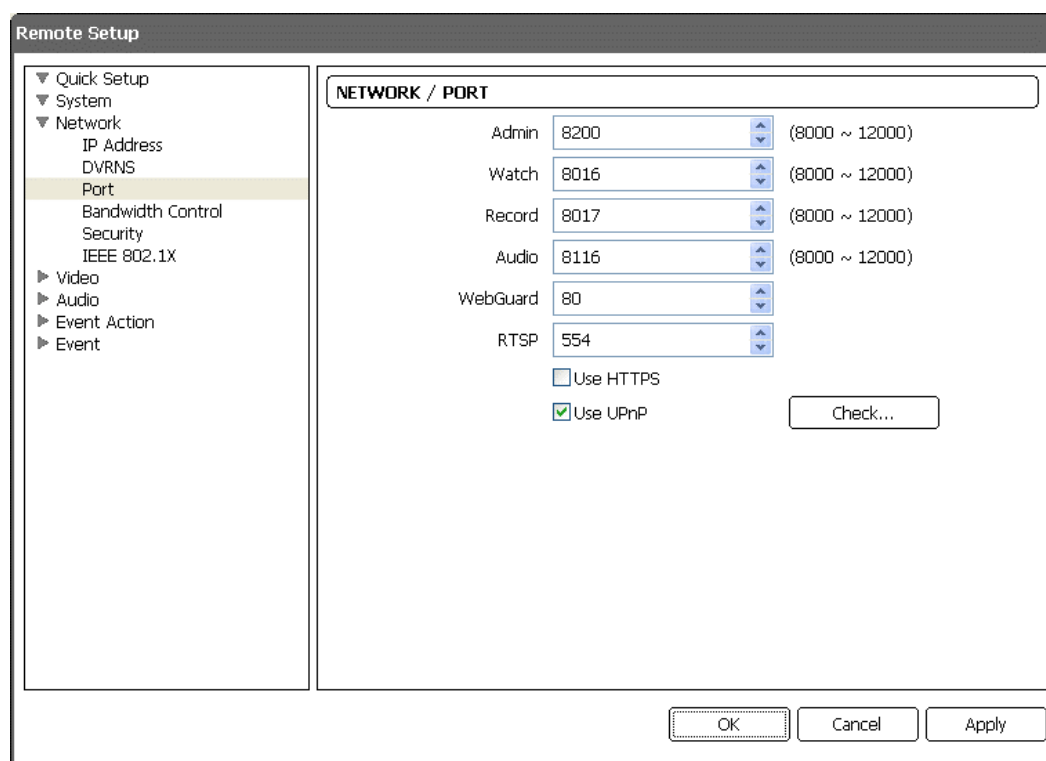 Remote Setup
Quick Setup
System
Network
IP Address
DVRNS
Port
Bandwidth Control
Security
IEEE 802.1X
Video
Audio
Event Action
Event
NETWORK / PORT
Admin 8200 (8000 ~ 12000)
Watch 8016 (8000 ~ 12000)
Record 8017 (8000 ~ 12000)
Audio 8116 (8000 ~ 12000)
WebGuard 80
RTSP 554
Use HTTPS
Use UPnP Check...
OK Cancel Apply